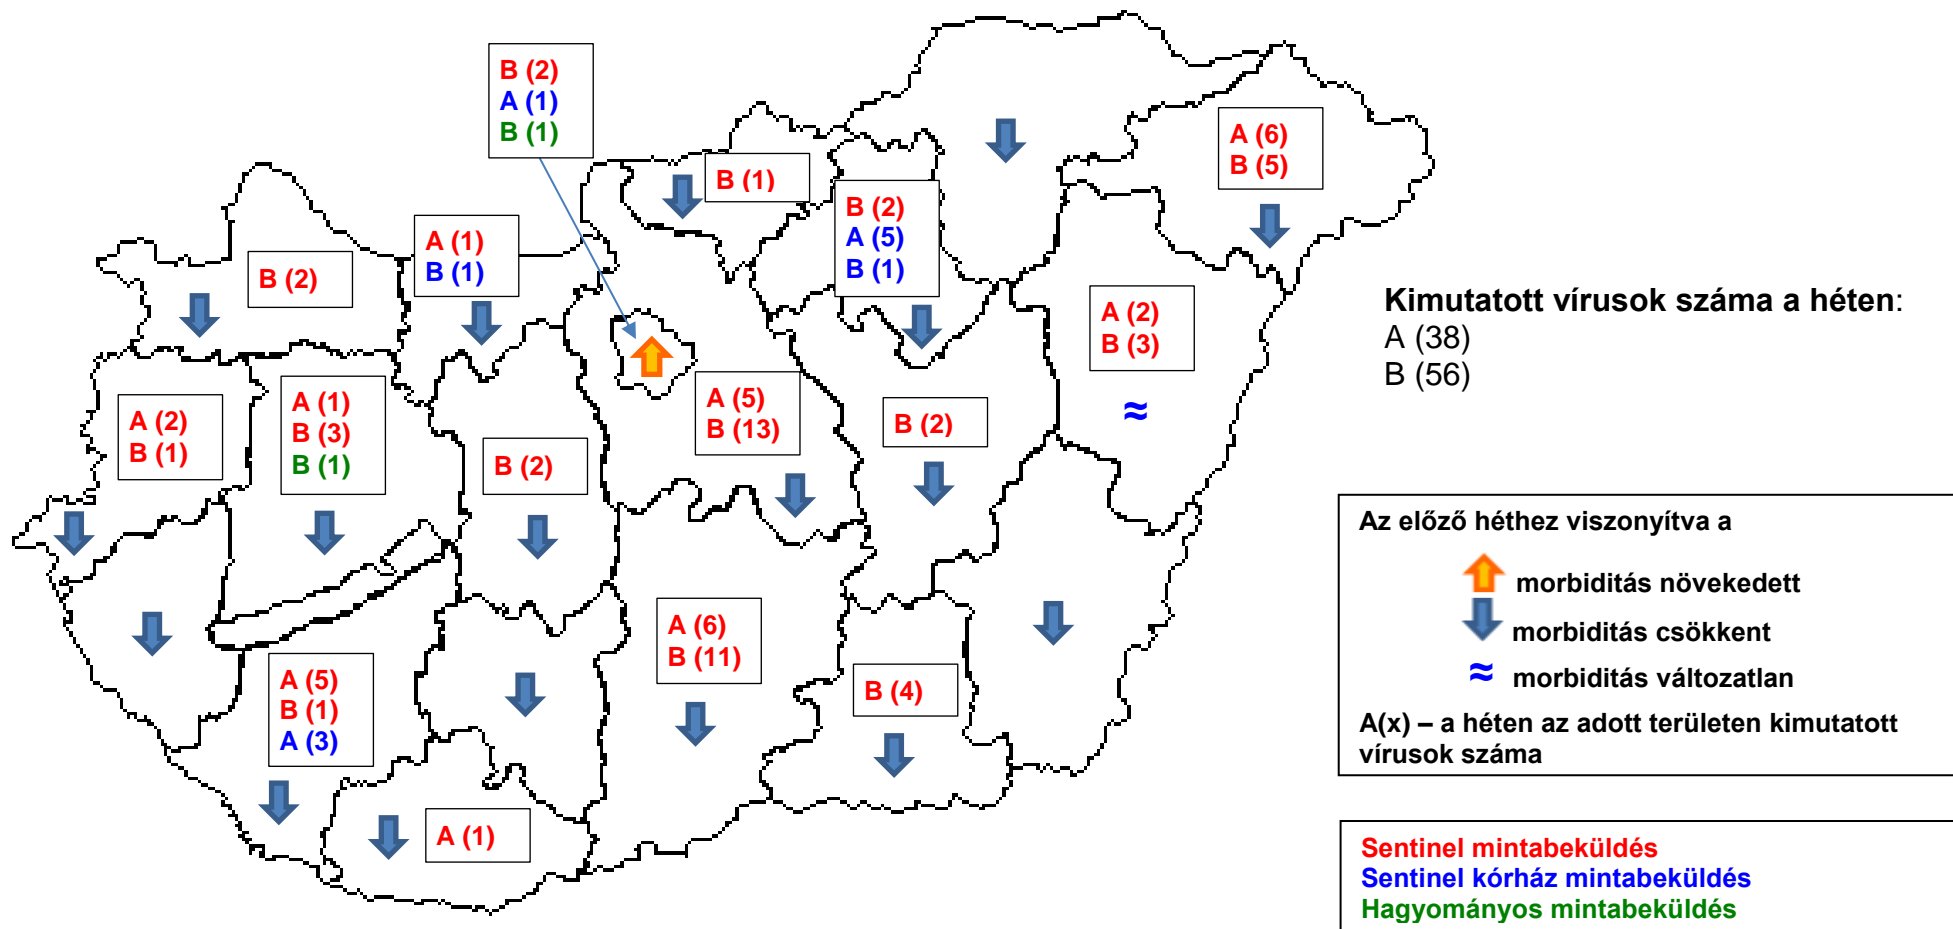 B (2)
A (1)
B (1)
B (1)
A (6)
B (5)
B (2)
A (5)
B (1)
A (1)
B (1)
B (2)
A (2)
B (3)
Kimutatott vírusok száma a héten:
A (38)
B (56)
A (2)
B (1)
A (1)
B (3)
B (1)
B (2)
A (5)
B (13)
B (2)
A (6)
B (11)
B (4)
A (5)
B (1)
A (3)
A (1)
Az előző héthez viszonyítva a
morbiditás növekedett
morbiditás csökkent
≈ morbiditás változatlan
A(x) – a héten az adott területen kimutatott
vírusok száma
Sentinel mintabeküldés
Sentinel kórház mintabeküldés
Hagyományos mintabeküldés